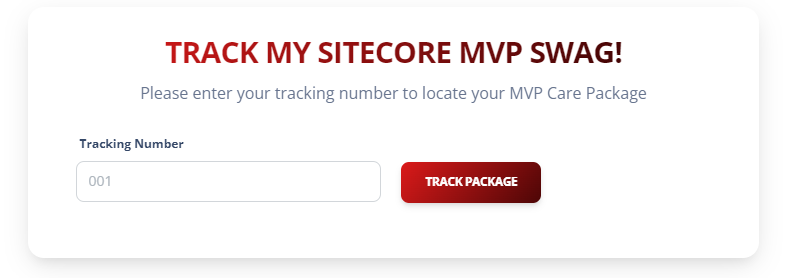 TRACK MY SITECORE MVP SWAG!
Please enter your tracking number to locate your MVP Care Package
Tracking Number
001
TRACK PACKAGE